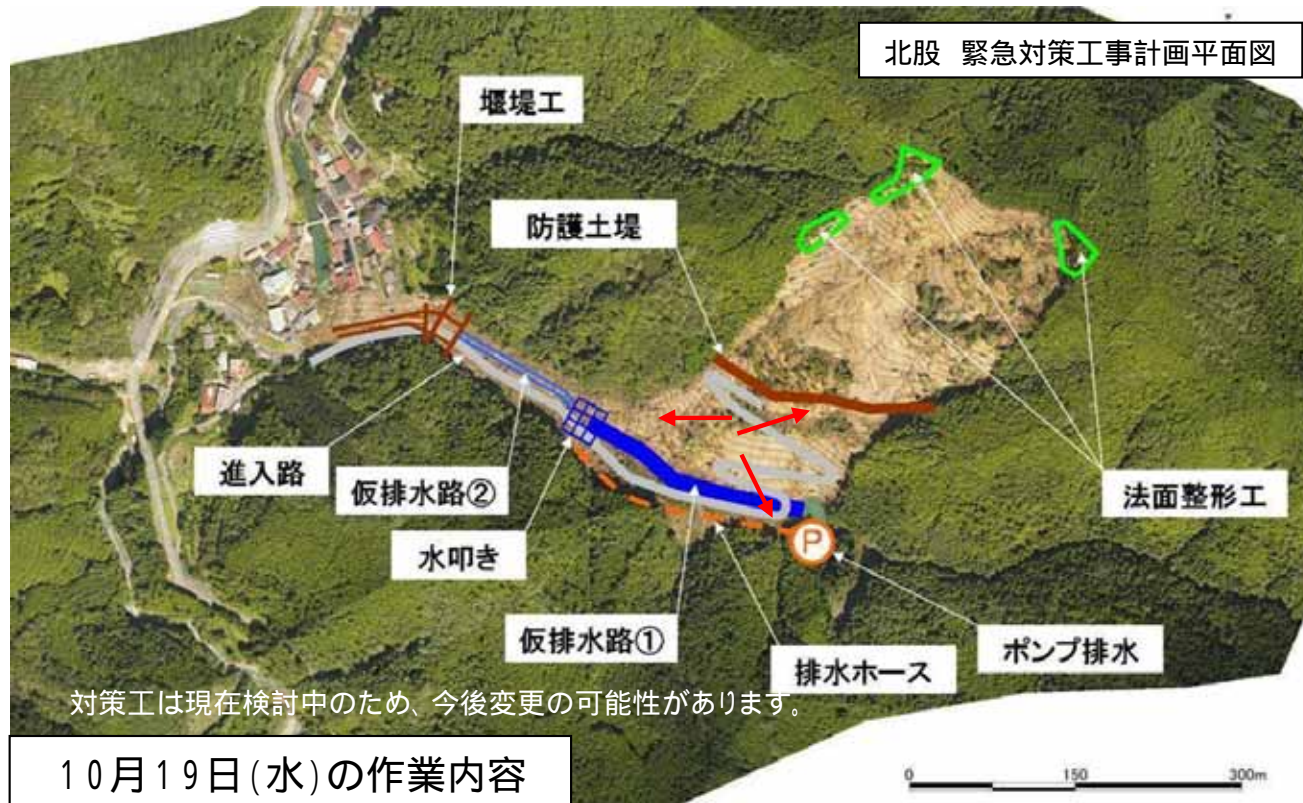 北股 緊急対策工事計画平面図
堰堤工
防護土堤
進入路
仮排水路②
水叩き
仮排水路①
法面整形工
ポンプ排水
排水ホース
P
対策工は現在検討中のため、今後変更の可能性があります。
10月19日(水)の作業内容
0 150 300m